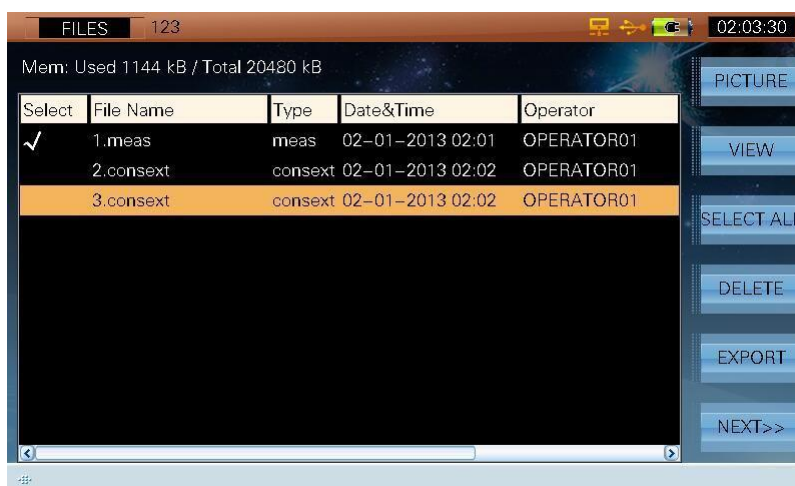 FILES 123 02:03:30
Mem: Used 1144 kB / Total 20480 kB
PICTURE
Select File Name Type Date&Time Operator
1.meas meas 02-01-2013 02:01 OPERATOR01
VIEW
2.consext consext 02-01-2013 02:02 OPERATOR01
3.consext consext 02-01-2013 02:02 OPERATOR01
SELECT ALL
DELETE
EXPORT
NEXT>>